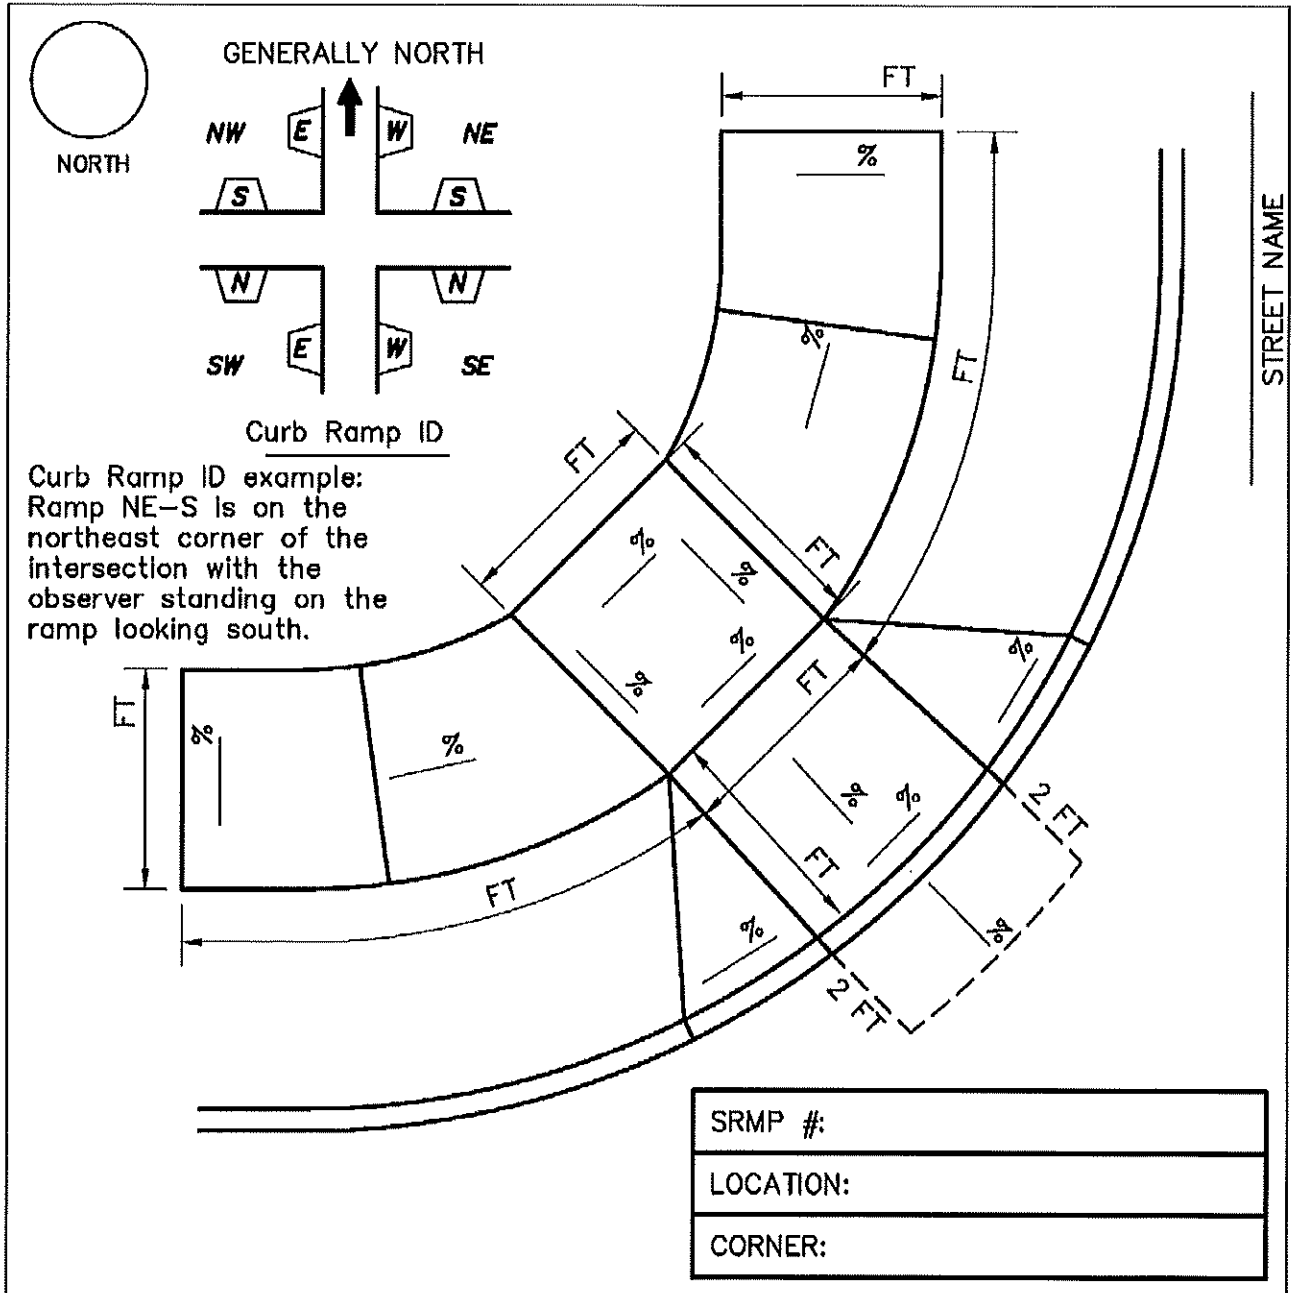 GENERALLY NORTH
NORTH
NW E W NE
S S
N N
SW E W SE
Curb Ramp ID
Curb Ramp ID example:
Ramp NE-S is on the
northeast corner of the
intersection with the
observer standing on the
ramp looking south.
FT
%
STREET NAME
%
FT
FT
FT
%
%
%
%
%
FT
FT
%
%
%
%
FT
FT
%
2 FT
2 FT
%
SRMP #:
LOCATION:
CORNER: